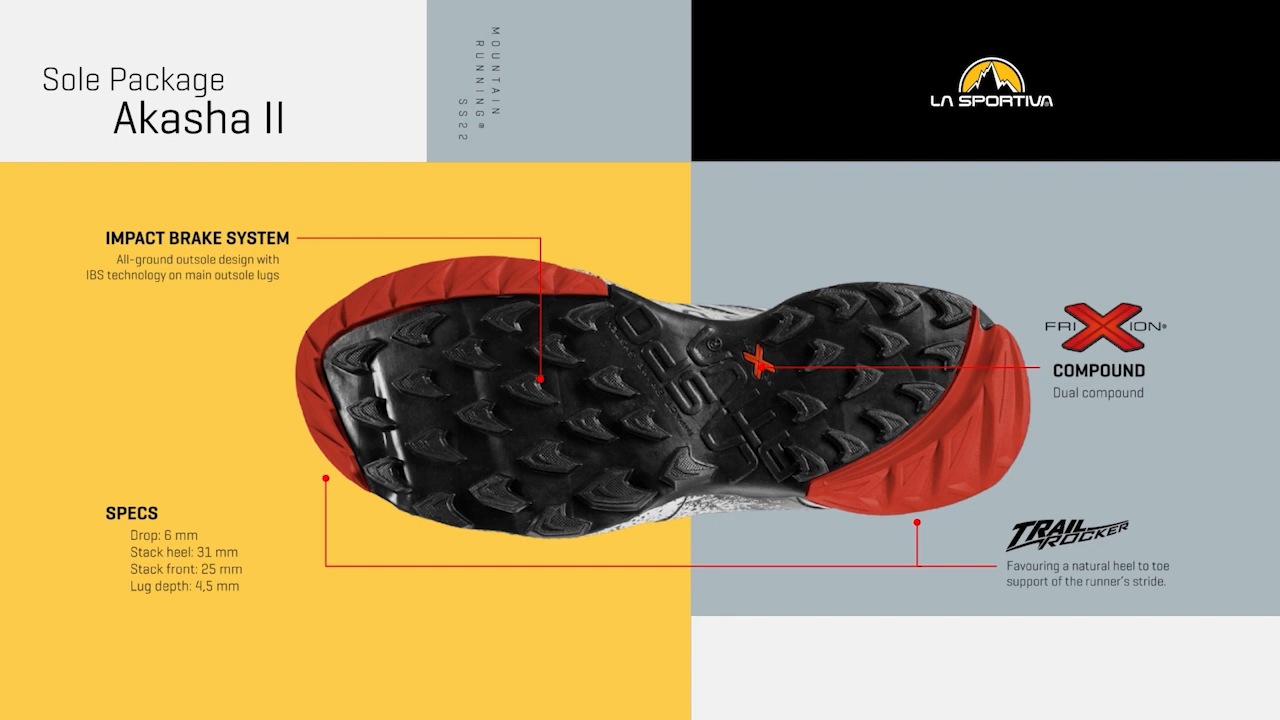 Sole Package
Akasha II
MOUNTAIN
RUNNING®
SS22
LA SPORTIVA
IMPACT BRAKE SYSTEM
All-ground outsole design with
IBS technology on main outsole lugs
FRIXION®
COMPOUND
Dual compound
SPECS
Drop: 6 mm
Stack heel: 31 mm
Stack front: 25 mm
Lug depth: 4,5 mm
TRAIL
ROCKER
Favouring a natural heel to toe
support of the runner's stride.